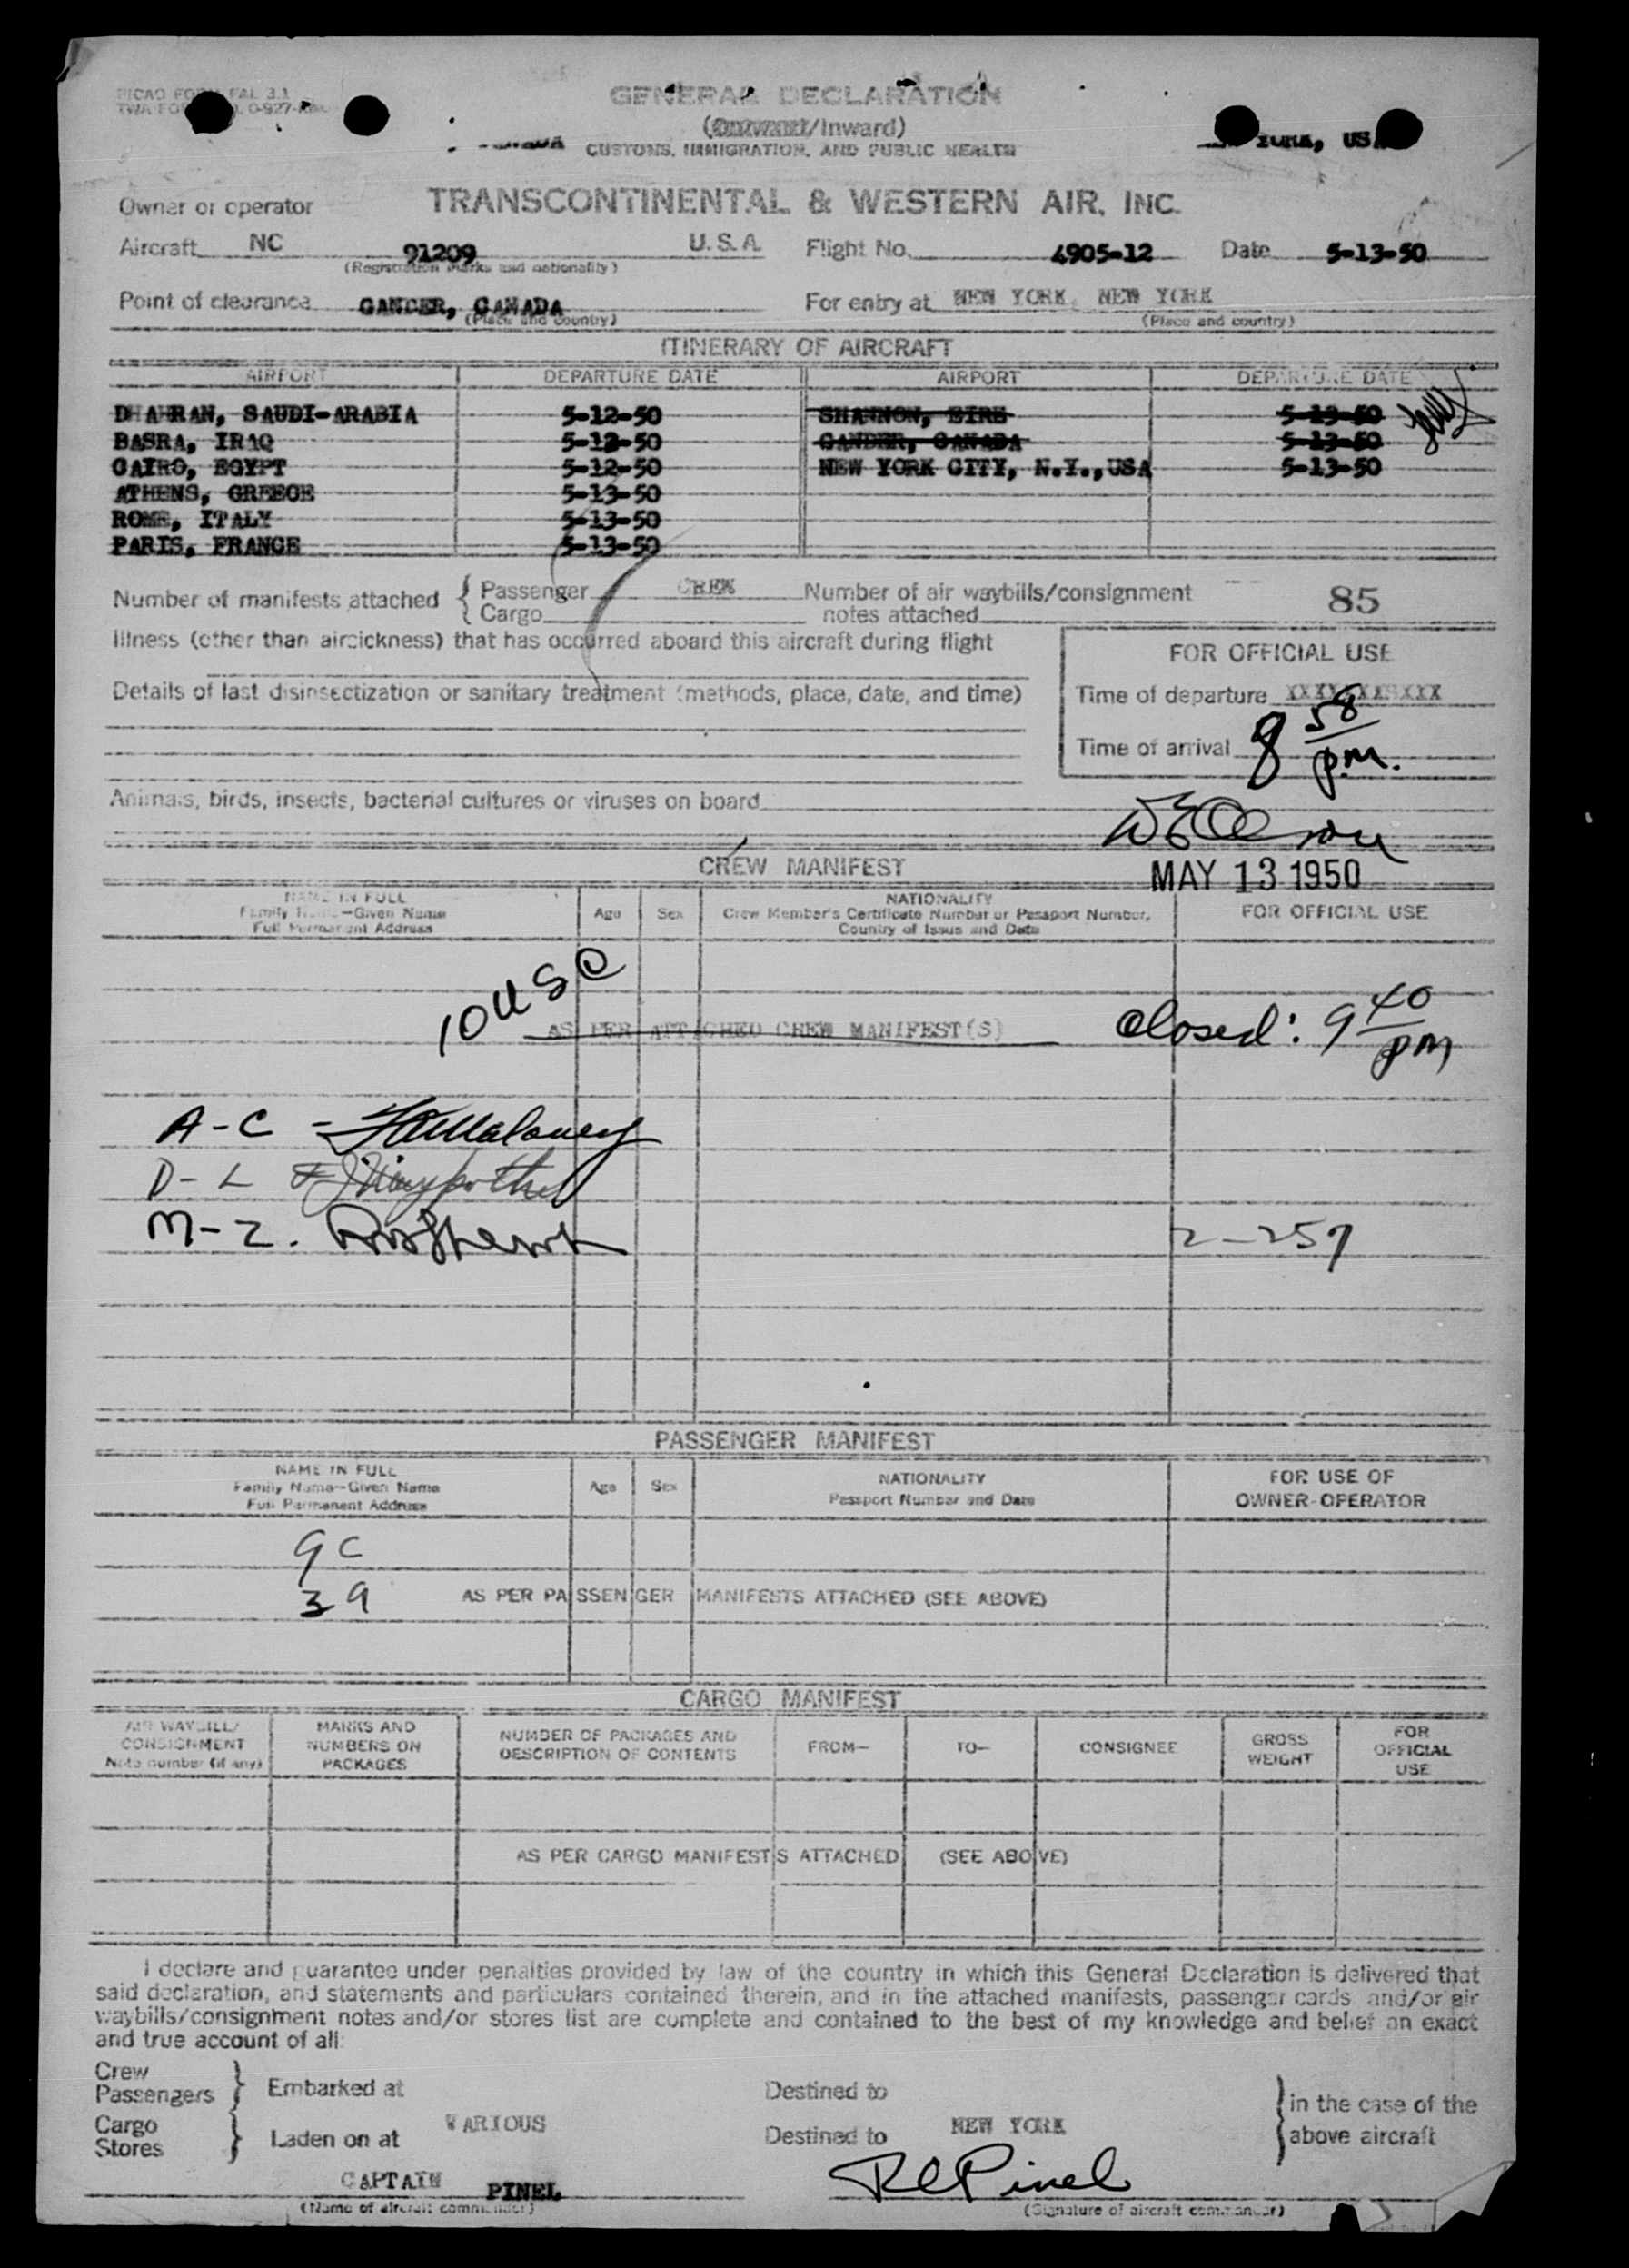 PICAO FORM FAL 3.1
TWA FO 0-927
GENERAL DECLARATION
(Outward/Inward)
CUSTOMS, IMMIGRATION, AND PUBLIC HEALTH
YORK, US
Owner or operator TRANSCONTINENTAL & WESTERN AIR, INC.
Aircraft NC 91209 U.S.A. Flight No. 4905-12 Date 5-13-50
(Registration marks and nationality)
Point of clearance GANDER, CANADA For entry at NEW YORK, NEW YORK
(Place and country) (Place and country)
ITINERARY OF AIRCRAFT
AIRPORT DEPARTURE DATE AIRPORT DEPARTURE DATE
DHAHRAN, SAUDI-ARABIA 5-12-50 SHANNON, EIRE 5-13-50
BASRA, IRAQ 5-12-50 GANDER, CANADA 5-13-50
CAIRO, EGYPT 5-12-50 NEW YORK CITY, N.Y.,USA 5-13-50
ATHENS, GREECE 5-13-50
ROME, ITALY 5-13-50
PARIS, FRANCE 5-13-50
Number of manifests attached { Passenger CREW Number of air waybills/consignment 85
{ Cargo notes attached
Illness (other than airsickness) that has occurred aboard this aircraft during flight
FOR OFFICIAL USE
Details of last disinsectization or sanitary treatment (methods, place, date, and time)
Time of departure
Time of arrival 8 58 p.m.
Animals, birds, insects, bacterial cultures or viruses on board
CREW MANIFEST
MAY 13 1950
NAME IN FULL
Family Name—Given Name
Full Permanent Address
Age Sex
NATIONALITY
Crew Member's Certificate Number or Passport Number,
Country of Issue and Date
FOR OFFICIAL USE
10 USC
AS PER ATTACHED CREW MANIFEST(S) Closed: 9 40 pm
A-C -
D-L
M-Z.
2-257
PASSENGER MANIFEST
NAME IN FULL
Family Name—Given Name
Full Permanent Address
Age Sex
NATIONALITY
Passport Number and Date
FOR USE OF
OWNER-OPERATOR
9 C
39 AS PER PASSENGER MANIFESTS ATTACHED (SEE ABOVE)
CARGO MANIFEST
AIR WAYBILL/
CONSIGNMENT
Note number (if any)
MARKS AND
NUMBERS ON
PACKAGES
NUMBER OF PACKAGES AND
DESCRIPTION OF CONTENTS
FROM—
TO—
CONSIGNEE
GROSS
WEIGHT
FOR
OFFICIAL
USE
AS PER CARGO MANIFESTS ATTACHED (SEE ABOVE)
I declare and guarantee under penalties provided by law of the country in which this General Declaration is delivered that
said declaration, and statements and particulars contained therein, and in the attached manifests, passenger cards and/or air
waybills/consignment notes and/or stores list are complete and contained to the best of my knowledge and belief an exact
and true account of all:
Crew
Passengers } Embarked at Destined to } in the case of the
Cargo
Stores } Laden on at VARIOUS Destined to NEW YORK } above aircraft
CAPTAIN PINEL RC Pinel
(Name of aircraft commander) (Signature of aircraft commander)